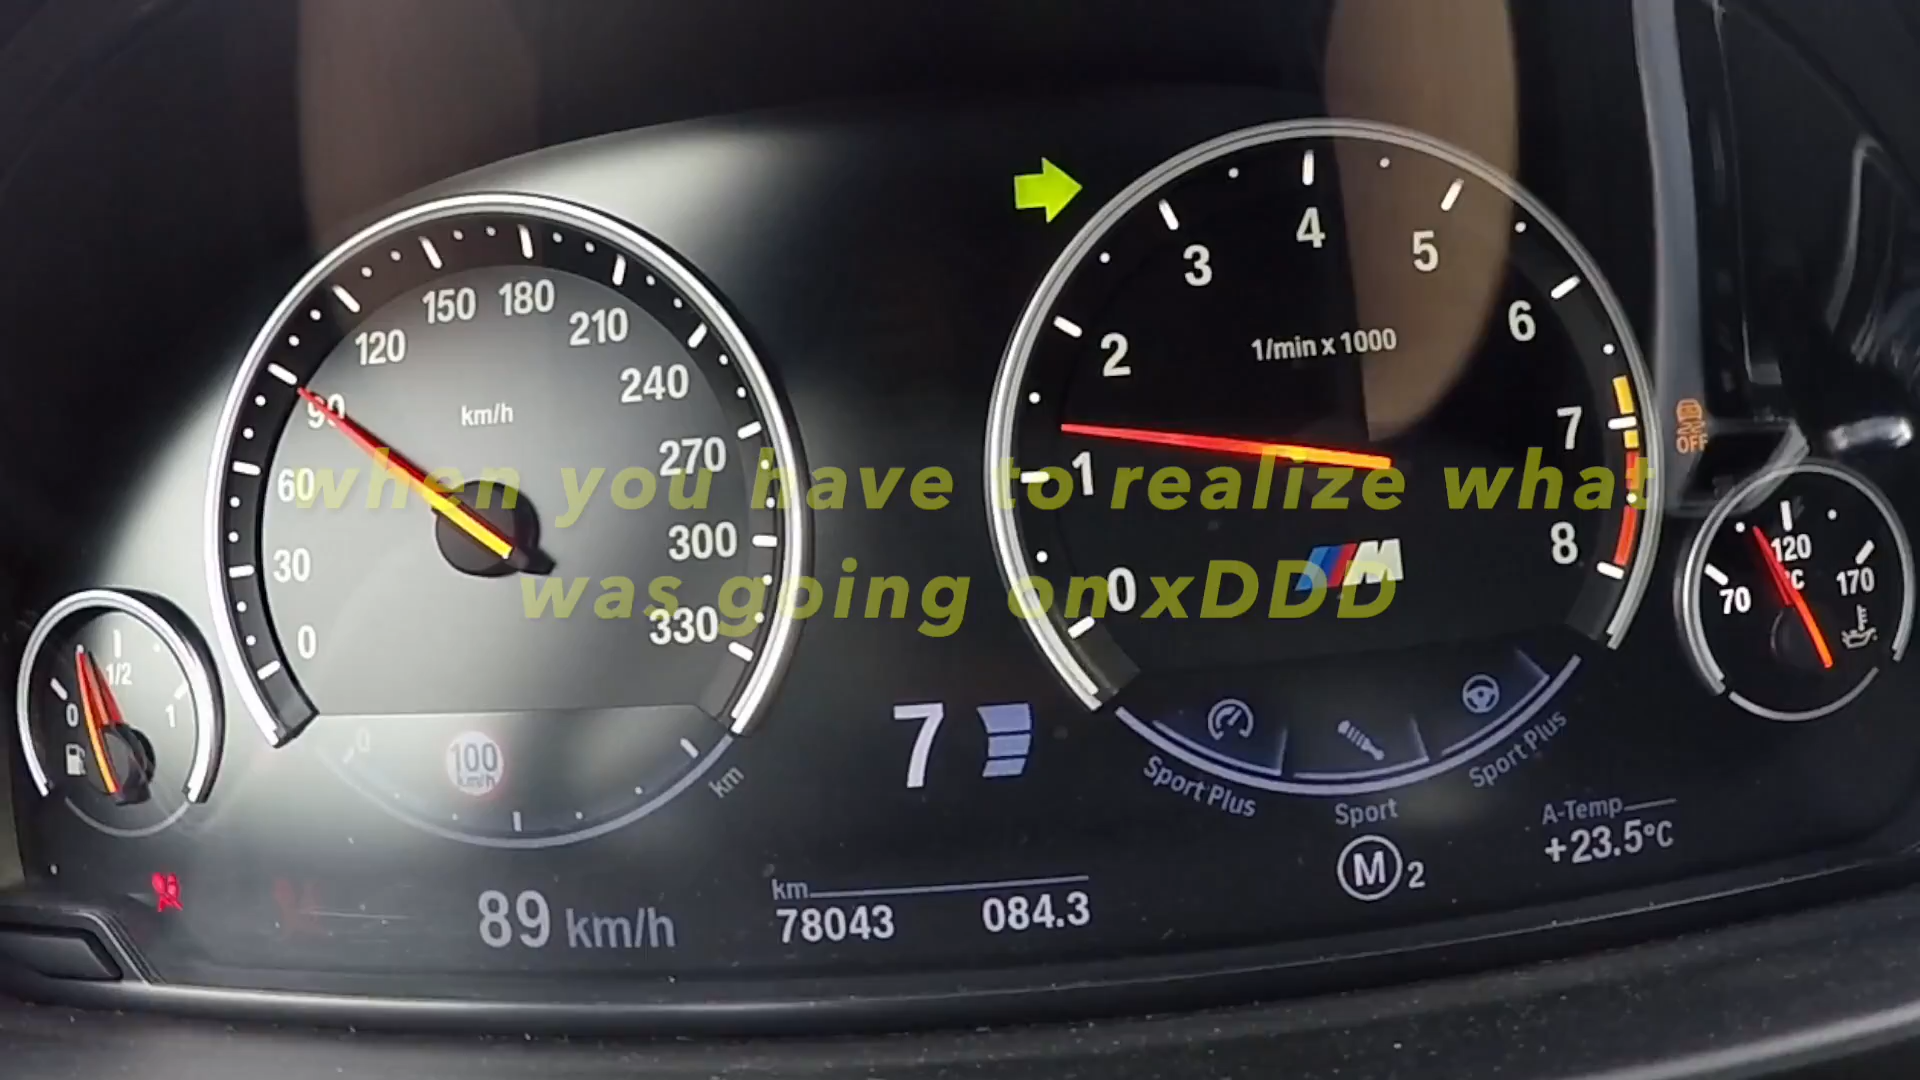 0
30
60
90
120
150
180
210
240
270
300
330
km/h
0
1
2
3
4
5
6
7
8
1/min x 1000
M
OFF
when you have to realize what
was going on xDDD
0
1/2
1
70
120
°C
170
0
100
km/h
km
7
Sport Plus
Sport
Sport Plus
M 2
A-Temp
+23.5°C
89 km/h
km
78043 084.3